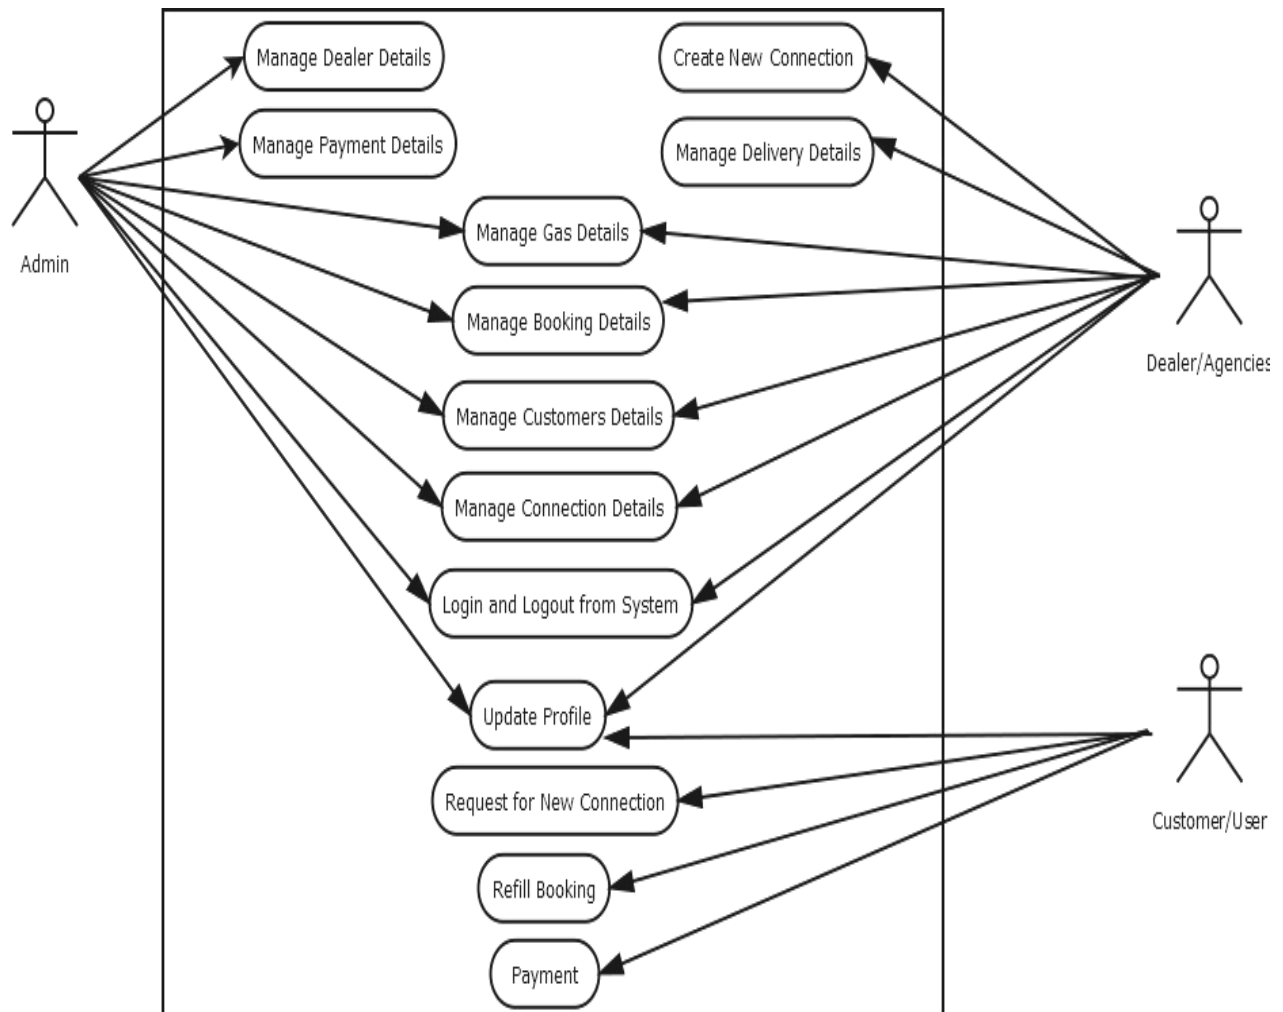 Manage Dealer Details
Create New Connection
Manage Payment Details
Manage Delivery Details
Manage Gas Details
Admin
Manage Booking Details
Dealer/Agencies
Manage Customers Details
Manage Connection Details
Login and Logout from System
Update Profile
Request for New Connection
Customer/User
Refill Booking
Payment